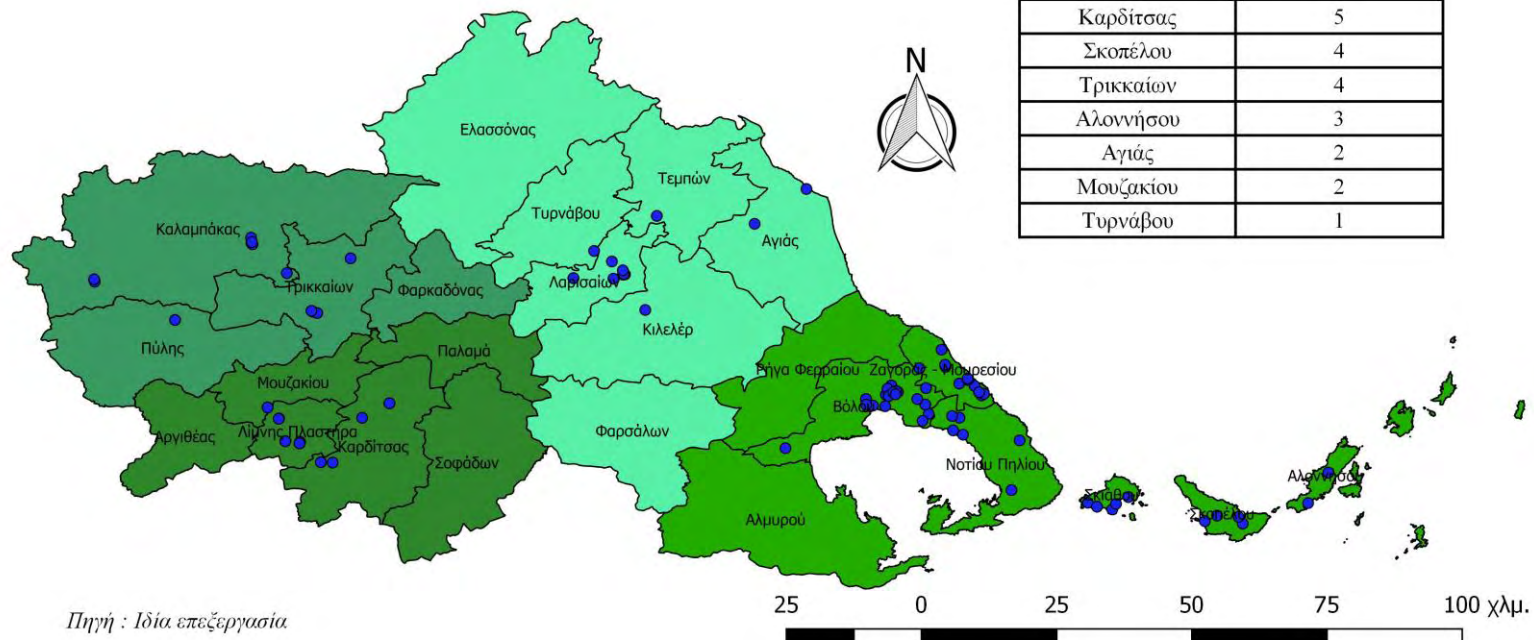 Καρδίτσας 5
Σκοπέλου 4
Τρικκαίων 4
Αλοννήσου 3
Αγιάς 2
Μουζακίου 2
Τυρνάβου 1
N
Ελασσόνας
Τεμπών
Τυρνάβου
Καλαμπάκας
Αγιάς
Λαρισαίων
Τρικκαίων
Φαρκαδόνας
Κιλελέρ
Πύλης
Παλαμά
Μουζακίου
Ρήγα Φερραίου
Ζαγοράς - Μουρεσίου
Βόλου
Αργιθέας
Λίμνης Πλαστήρα
Καρδίτσας
Σοφάδων
Φαρσάλων
Νοτίου Πηλίου
Αλοννήσου
Σκιάθου
Σκοπέλου
Αλμυρού
25 0 25 50 75 100 χλμ.
Πηγή : Ιδία επεξεργασία